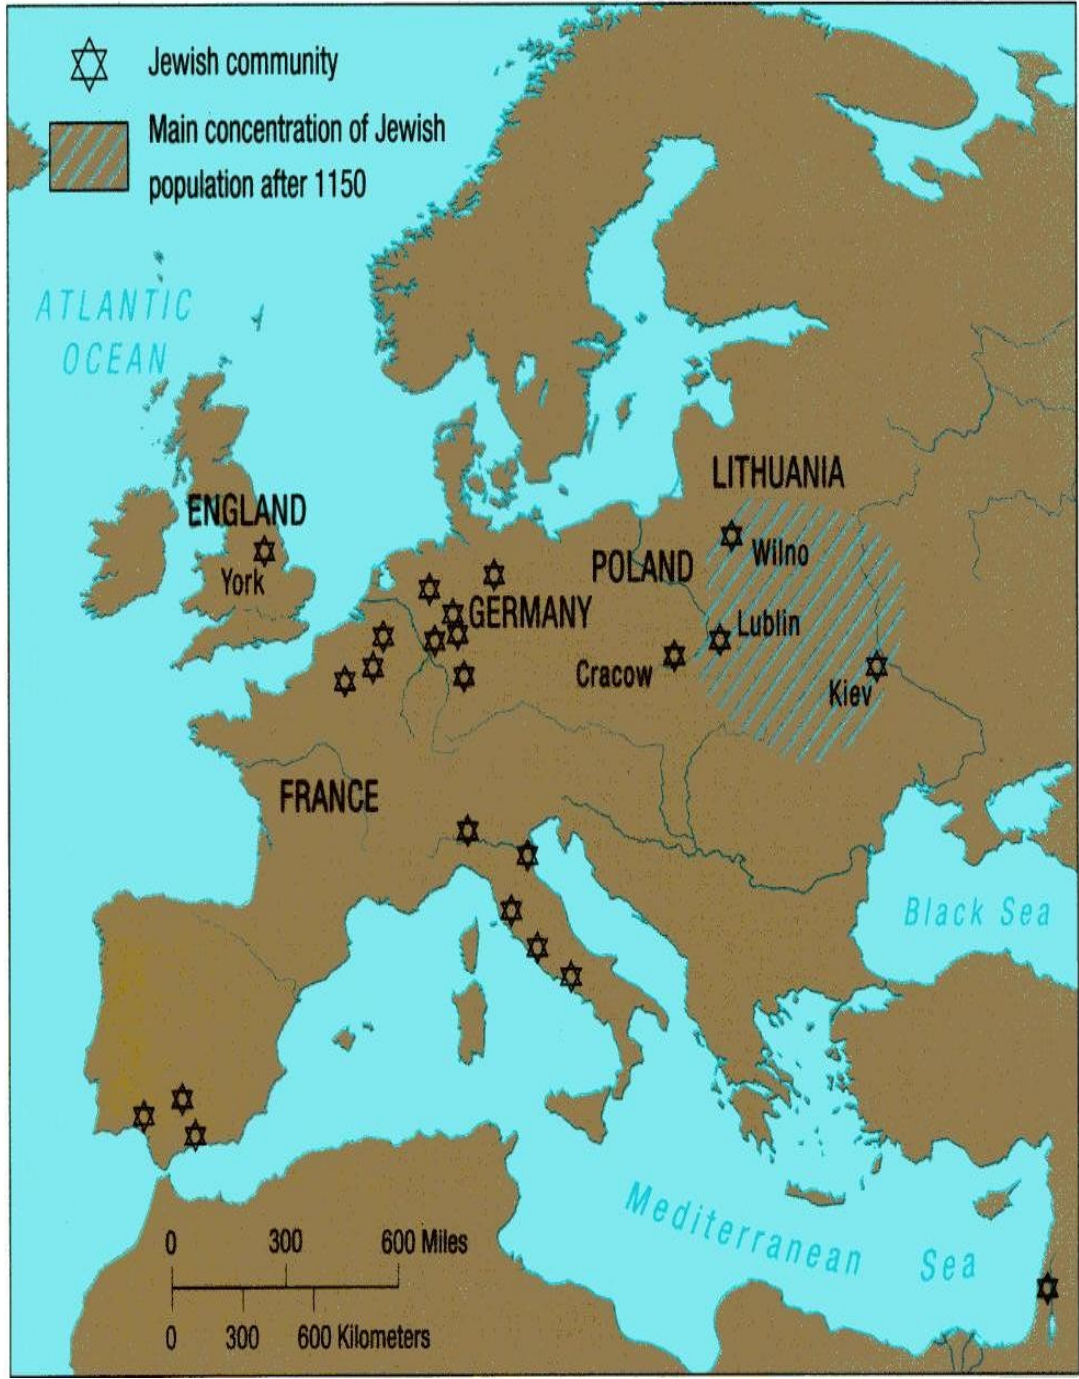 Jewish community
Main concentration of Jewish
population after 1150
ATLANTIC
OCEAN
LITHUANIA
ENGLAND
York
Wilno
POLAND
GERMANY
Lublin
Cracow
Kiev
FRANCE
Black Sea
Mediterranean Sea
0 300 600 Miles
0 300 600 Kilometers